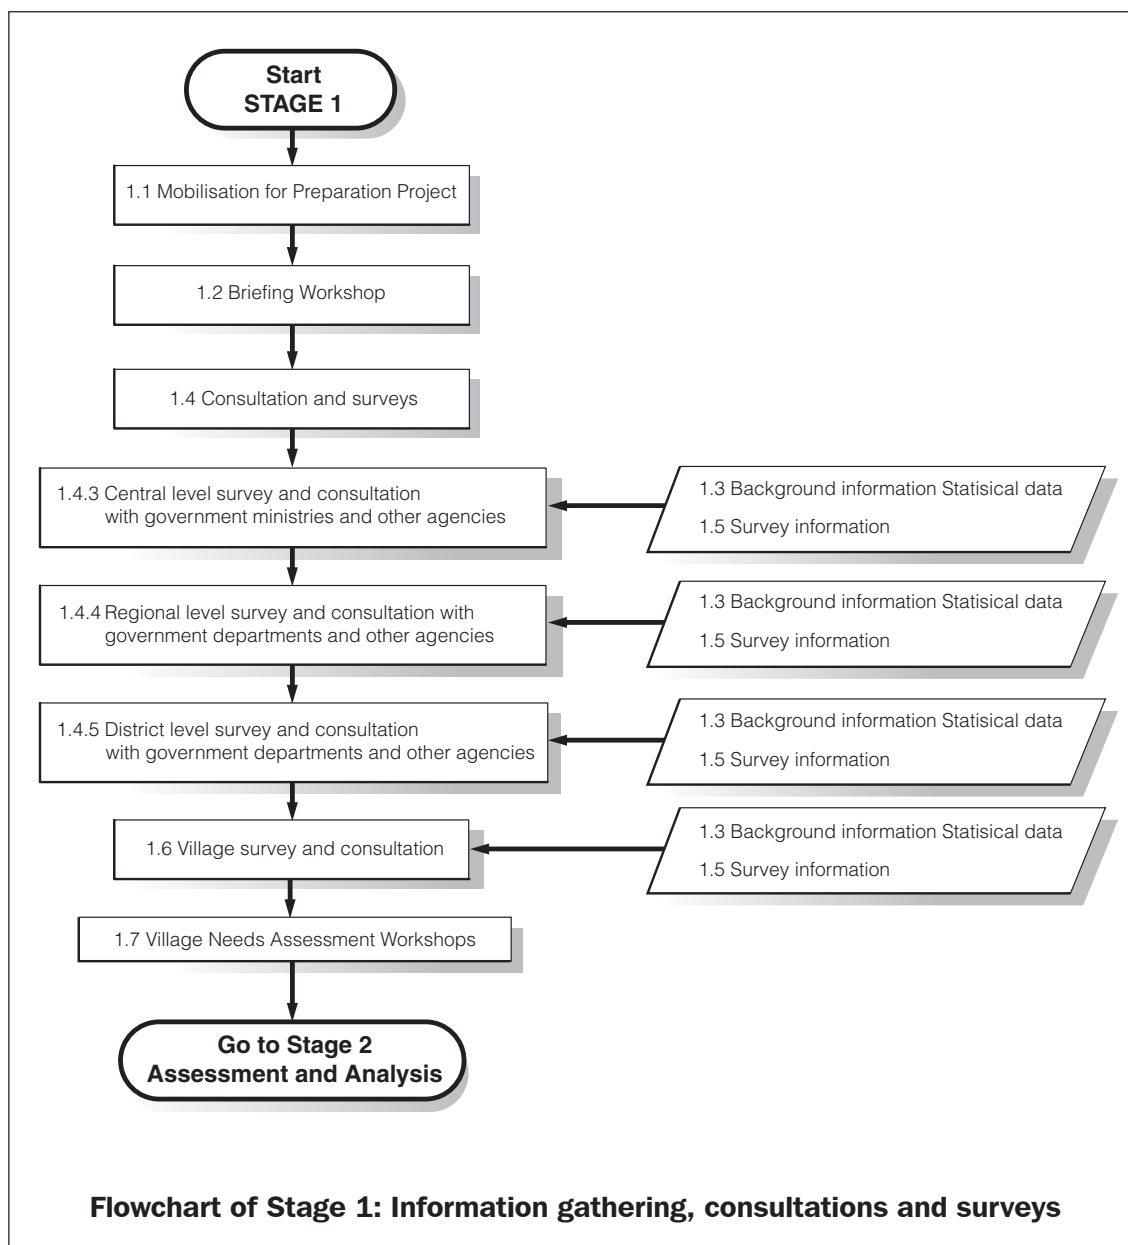 Start
STAGE 1
1.1 Mobilisation for Preparation Project
1.2 Briefing Workshop
1.4 Consultation and surveys
1.4.3 Central level survey and consultation
with government ministries and other agencies
1.3 Background information Statisical data
1.5 Survey information
1.4.4 Regional level survey and consultation with
government departments and other agencies
1.3 Background information Statisical data
1.5 Survey information
1.4.5 District level survey and consultation
with government departments and other agencies
1.3 Background information Statisical data
1.5 Survey information
1.6 Village survey and consultation
1.3 Background information Statisical data
1.5 Survey information
1.7 Village Needs Assessment Workshops
Go to Stage 2
Assessment and Analysis
Flowchart of Stage 1: Information gathering, consultations and surveys